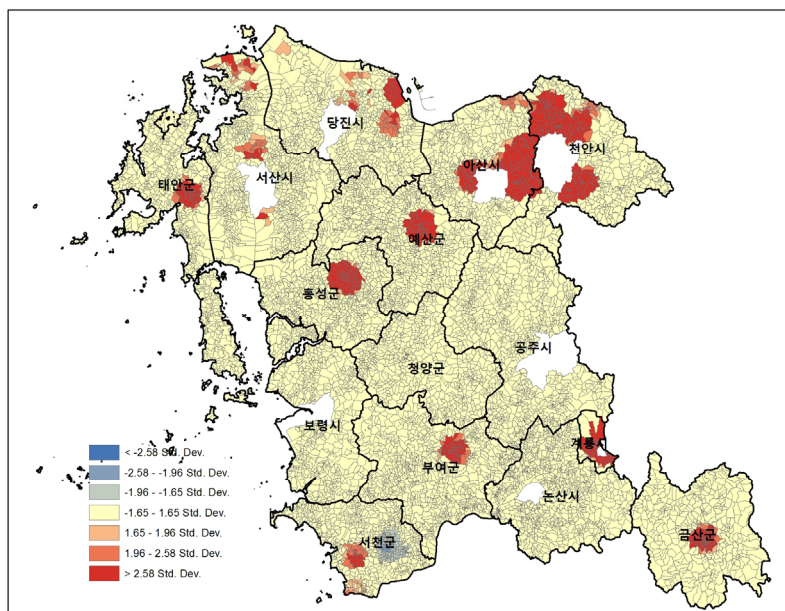 당진시
천안시
아산시
태안군
서산시
예산군
홍성군
공주시
청양군
보령시
계룡시
부여군
논산시
서천군
금산군
< -2.58 Std. Dev.
-2.58 - -1.96 Std. Dev.
-1.96 - -1.65 Std. Dev.
-1.65 - 1.65 Std. Dev.
1.65 - 1.96 Std. Dev.
1.96 - 2.58 Std. Dev.
> 2.58 Std. Dev.